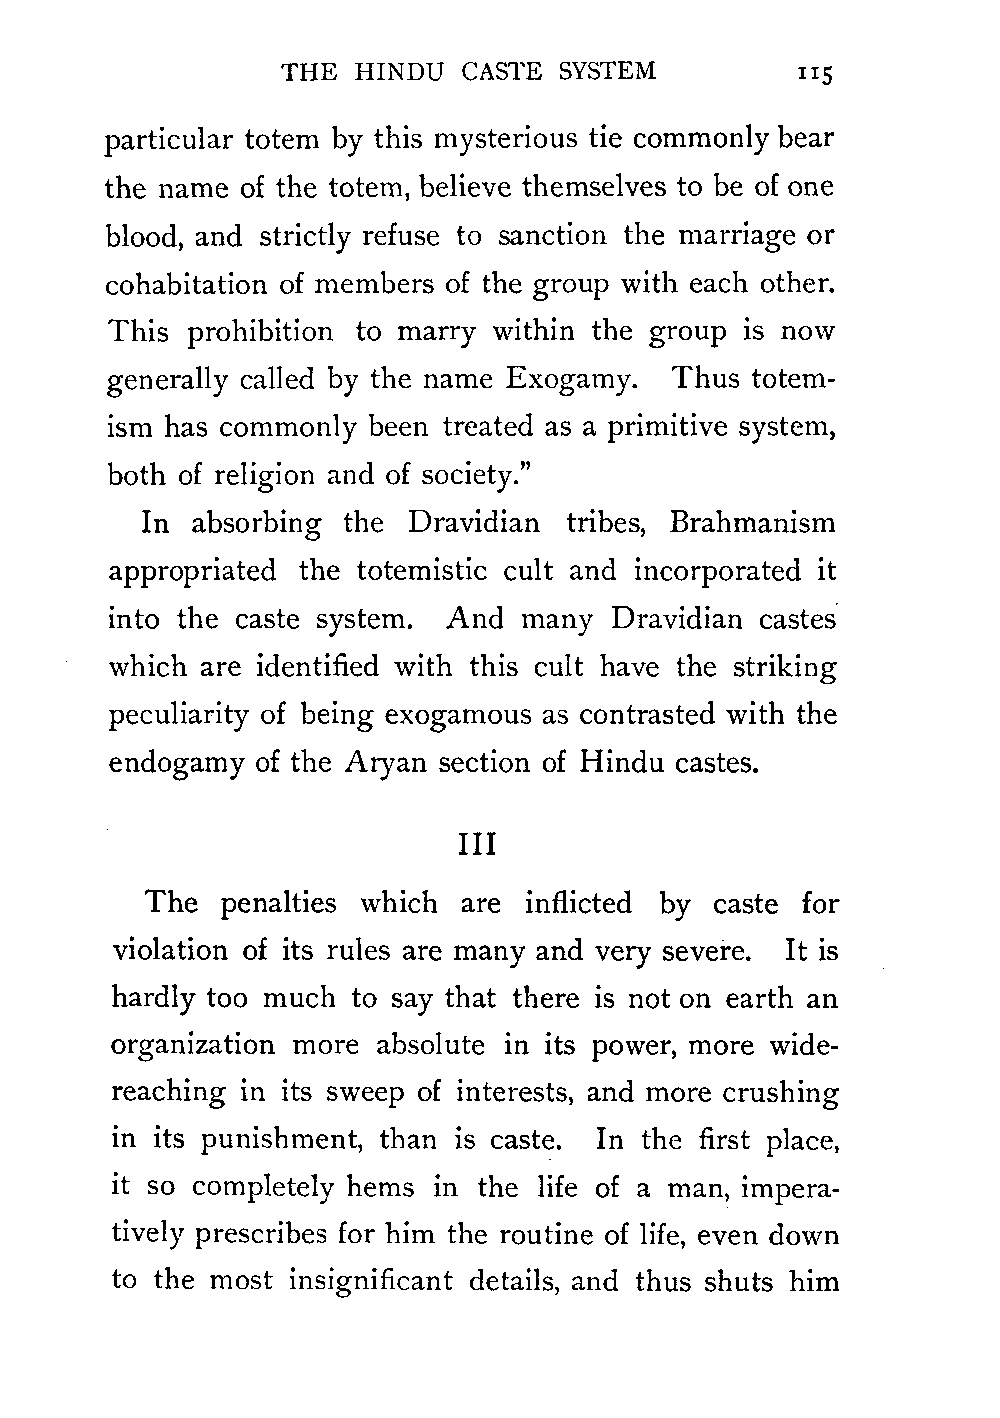 THE HINDU CASTE SYSTEM 115
particular totem by this mysterious tie commonly bear
the name of the totem, believe themselves to be of one
blood, and strictly refuse to sanction the marriage or
cohabitation of members of the group with each other.
This prohibition to marry within the group is now
generally called by the name Exogamy. Thus totem-
ism has commonly been treated as a primitive system,
both of religion and of society.”
In absorbing the Dravidian tribes, Brahmanism
appropriated the totemistic cult and incorporated it
into the caste system. And many Dravidian castes
which are identified with this cult have the striking
peculiarity of being exogamous as contrasted with the
endogamy of the Aryan section of Hindu castes.
III
The penalties which are inflicted by caste for
violation of its rules are many and very severe. It is
hardly too much to say that there is not on earth an
organization more absolute in its power, more wide-
reaching in its sweep of interests, and more crushing
in its punishment, than is caste. In the first place,
it so completely hems in the life of a man, impera-
tively prescribes for him the routine of life, even down
to the most insignificant details, and thus shuts him